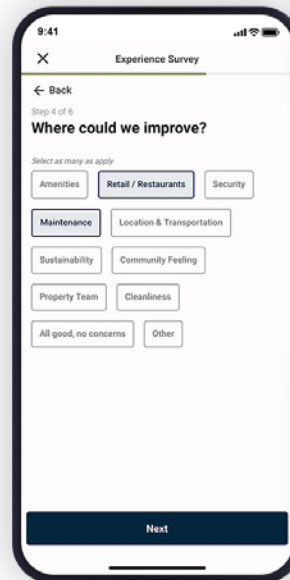 9:41
Experience Survey
Back
Step 4 of 6
Where could we improve?
Select as many as apply
Amenities Retail / Restaurants Security
Maintenance Location & Transportation
Sustainability Community Feeling
Property Team Cleanliness
All good, no concerns Other
Next